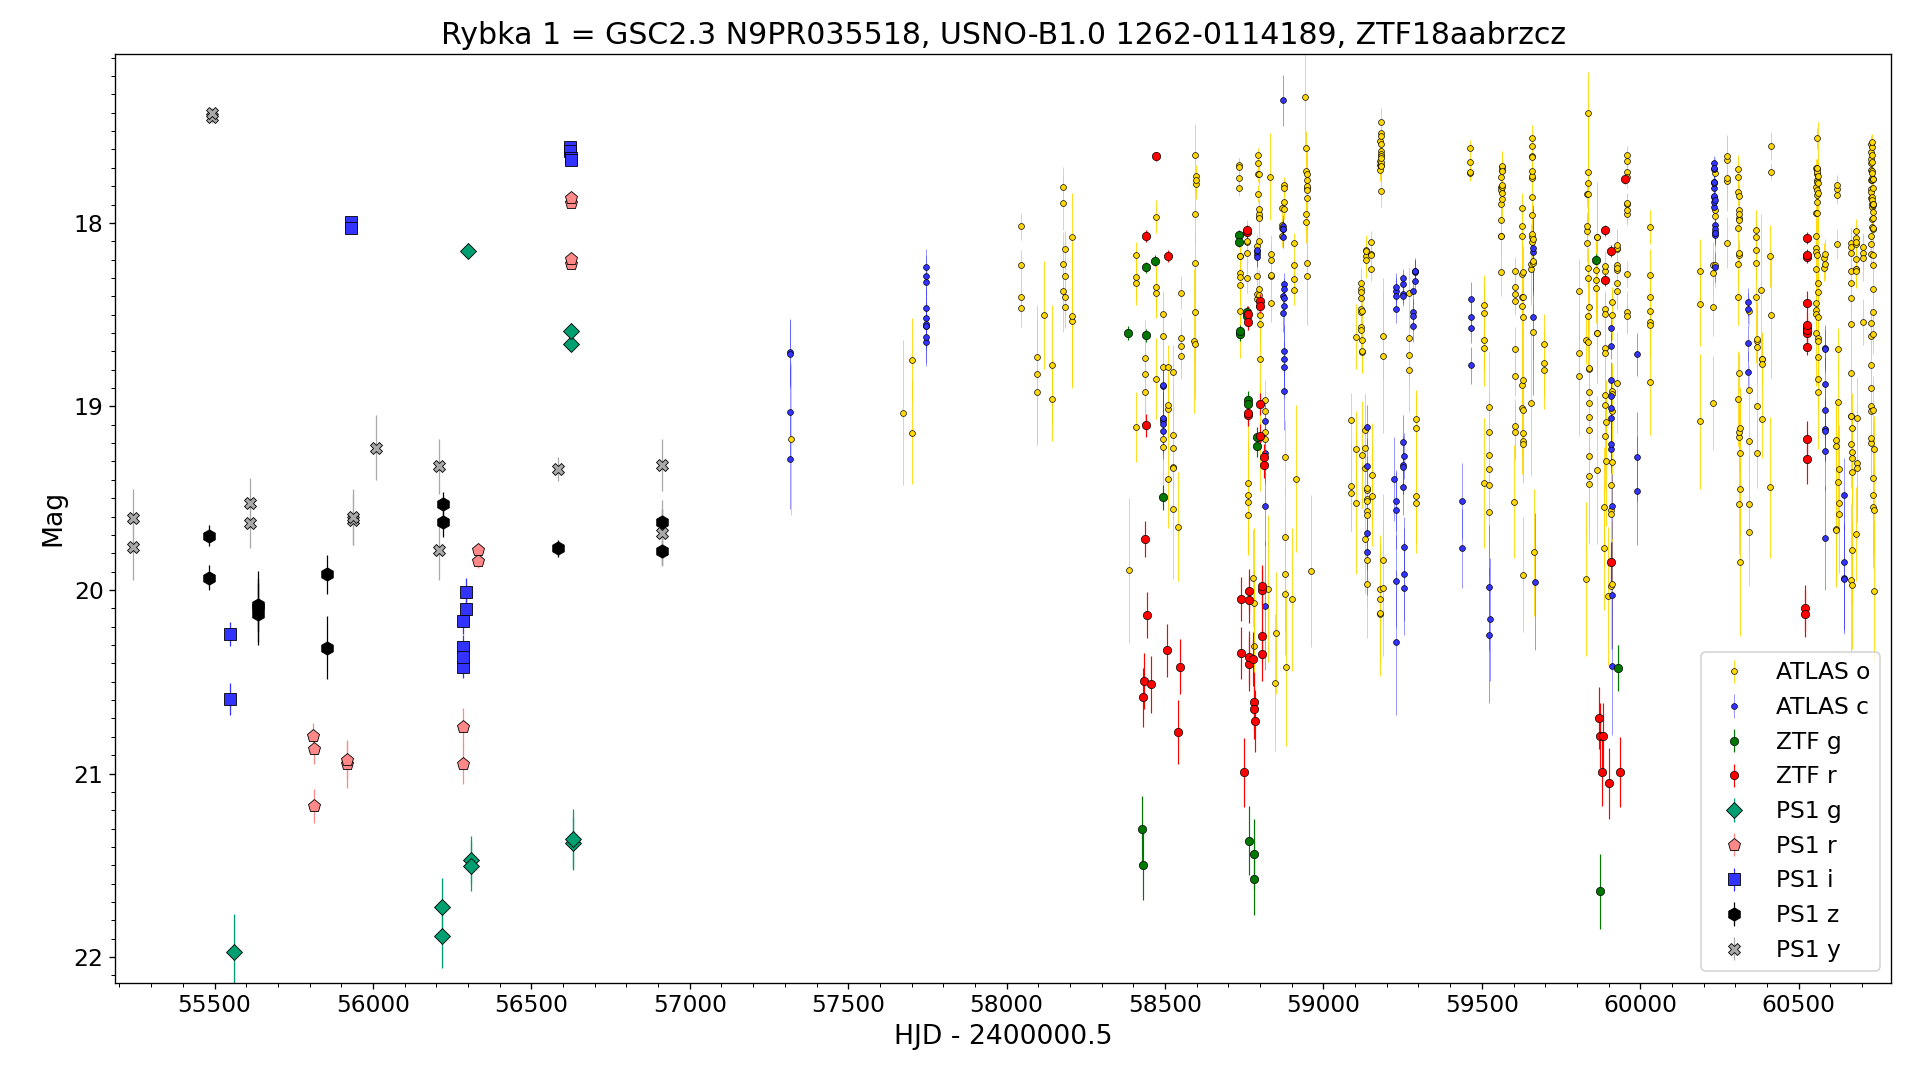 Rybka 1 = GSC2.3 N9PR035518, USNO-B1.0 1262-0114189, ZTF18aabrzcz
Mag
18
19
20
21
22
55500 56000 56500 57000 57500 58000 58500 59000 59500 60000 60500
HJD - 2400000.5
ATLAS o
ATLAS c
ZTF g
ZTF r
PS1 g
PS1 r
PS1 i
PS1 z
PS1 y